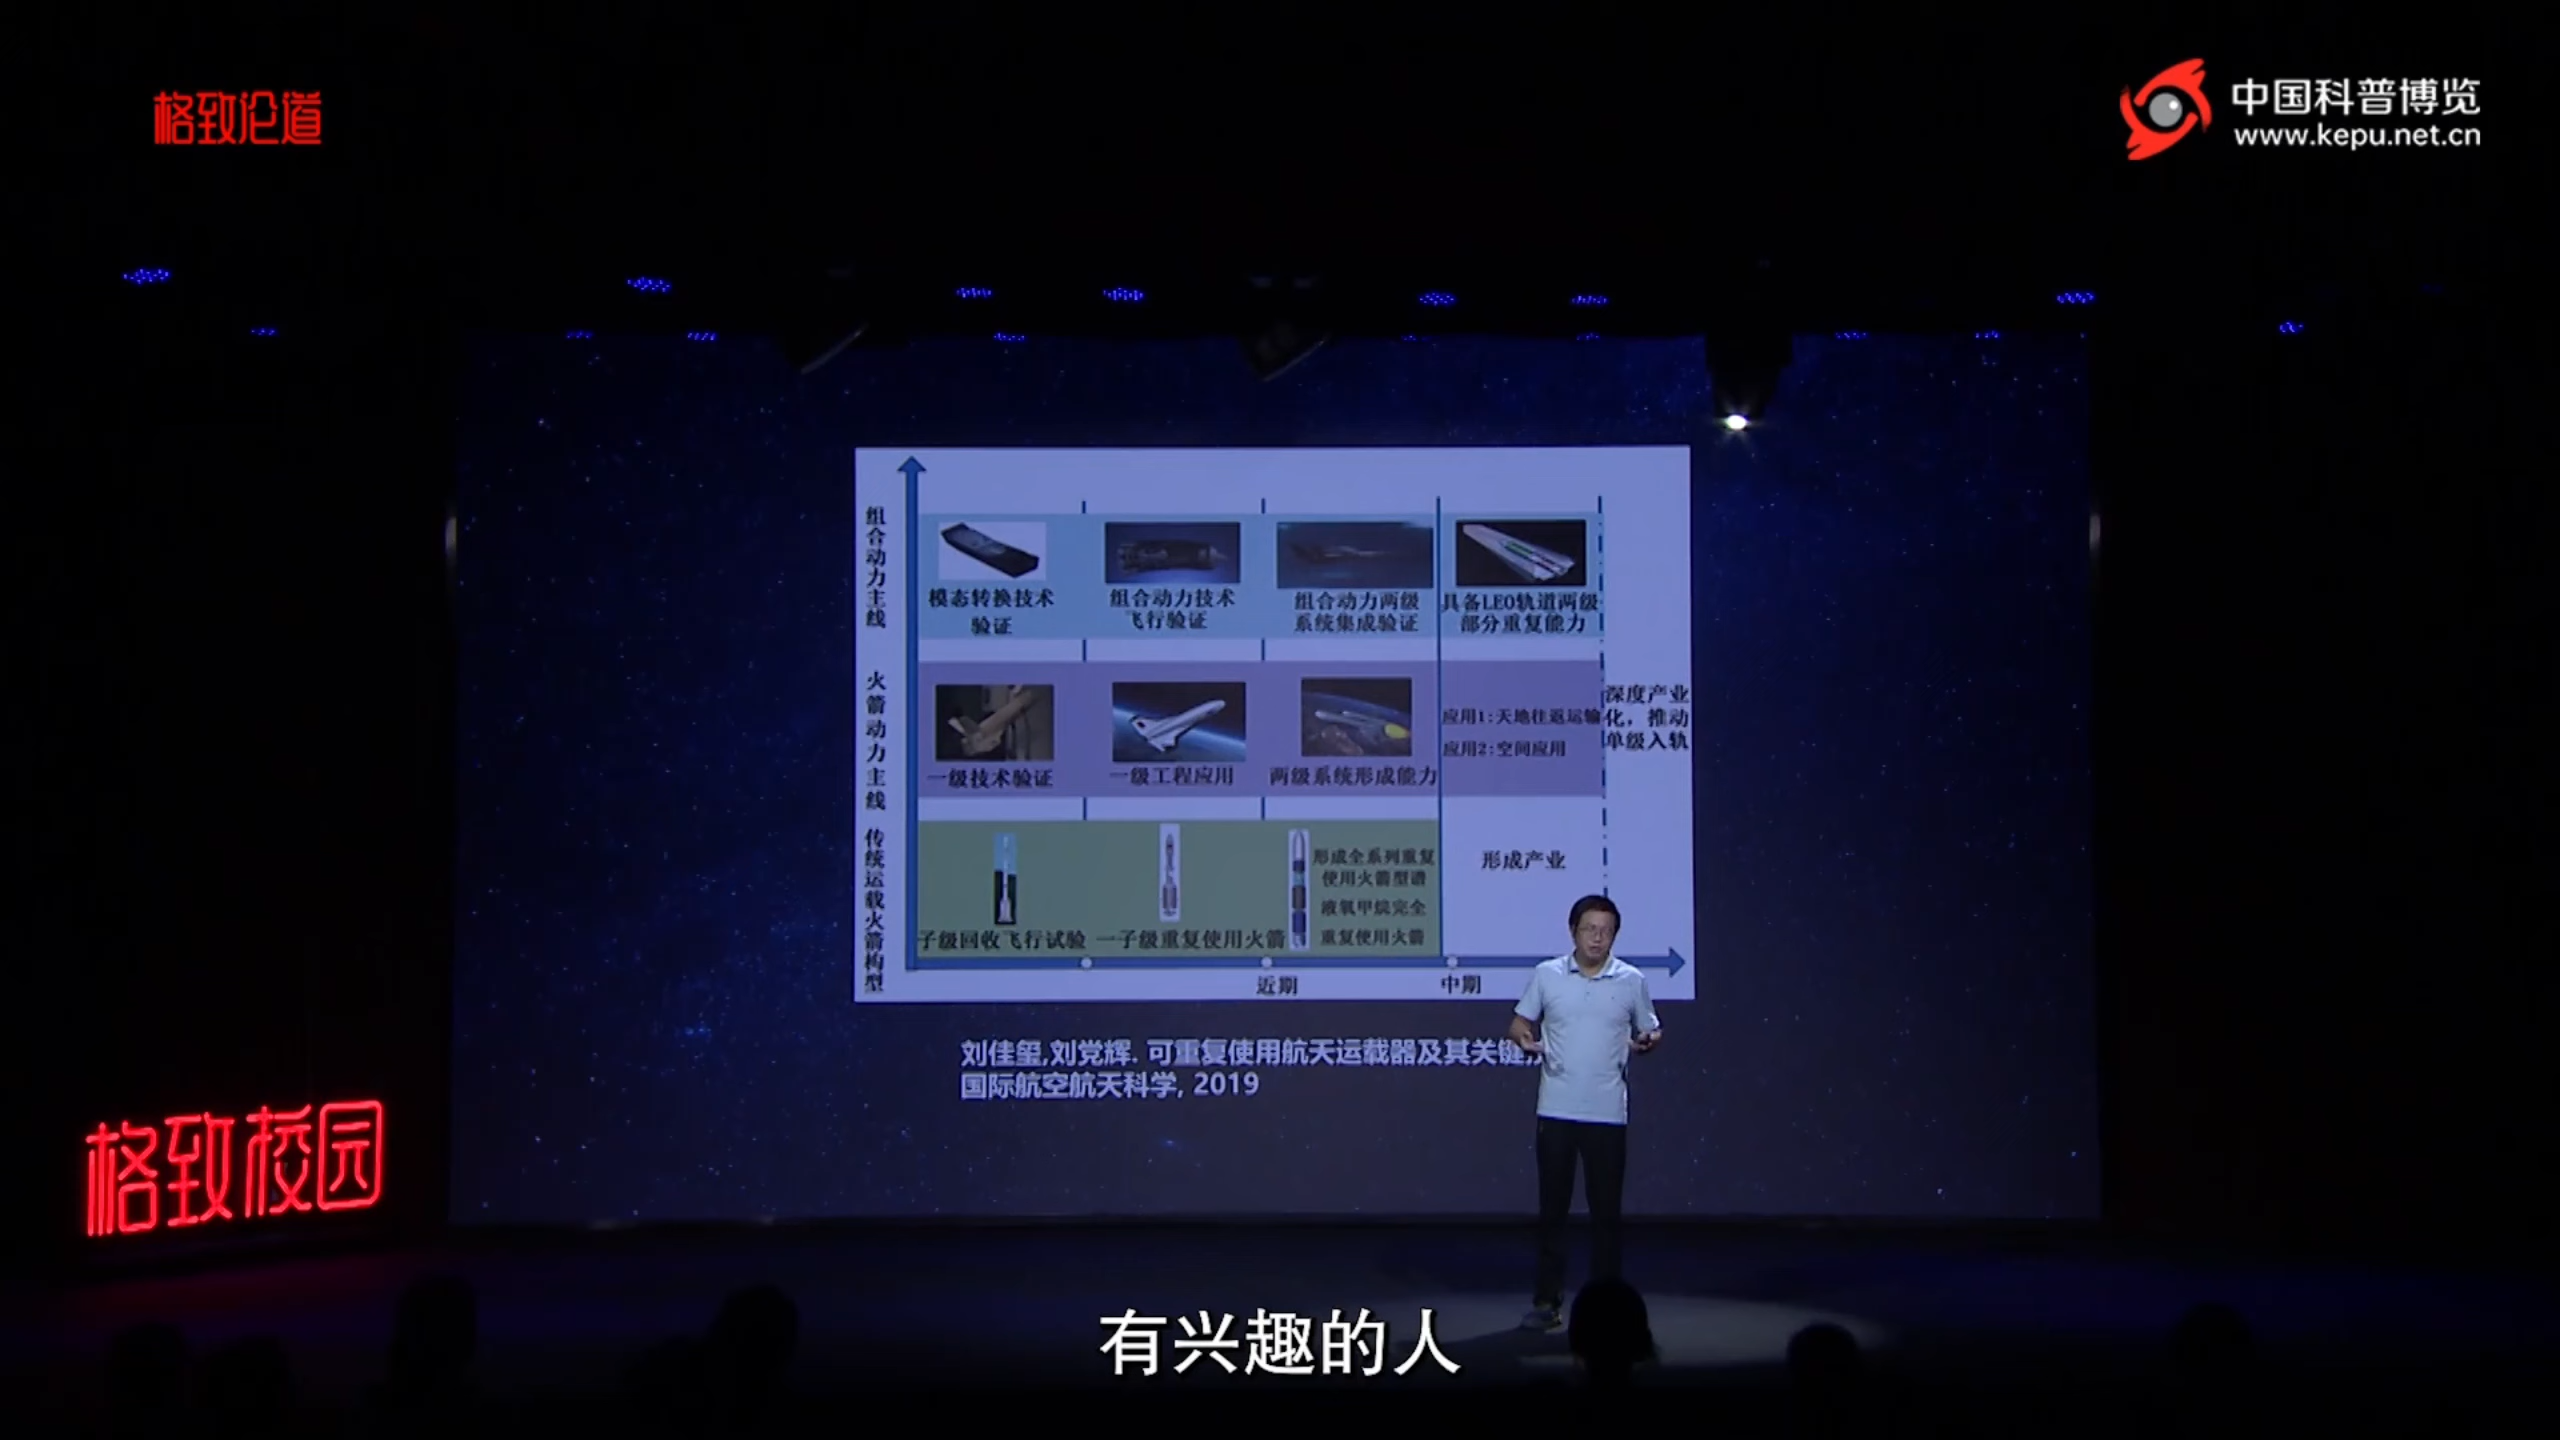 格致论道
中国科普博览
www.kepu.net.cn
组合动力主线
模态转换技术
验证
组合动力技术
飞行验证
组合动力两级
系统集成验证
具备LEO轨道两级
部分重复能力
火箭动力主线
一级技术验证
一级工程应用
两级系统形成能力
应用1:天地往返运输
应用2:空间应用
深度产业
化，推动
单级入轨
传统运载火箭构型
子级回收飞行试验
一子级重复使用火箭
形成全系列重复
使用火箭型谱
液氧甲烷完全
重复使用火箭
形成产业
近期
中期
刘佳玺,刘党辉. 可重复使用航天运载器及其关键
国际航空航天科学, 2019
格致校园
有兴趣的人